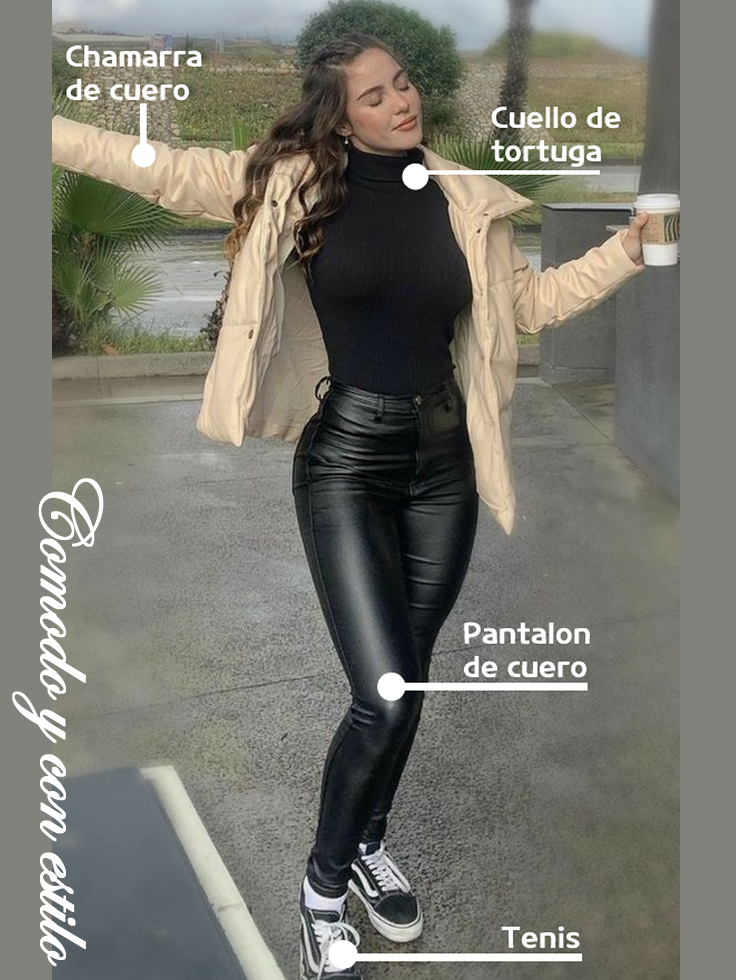 Chamarra
de cuero
Cuello de
tortuga
Pantalon
de cuero
Tenis
Comodo y con estilo